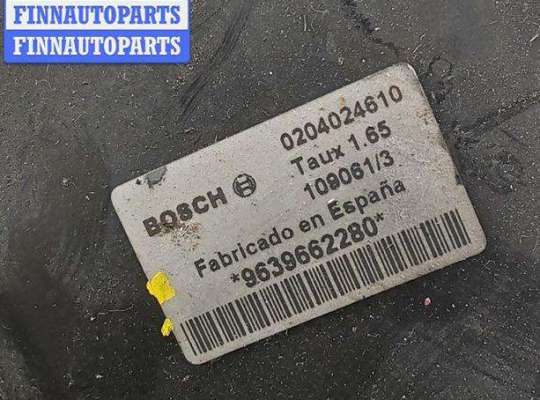 FINNAUTOPARTS
FINNAUTOPARTS
0204024610
BOSCH
Taux 1.65
109061/3
Fabricado en España
*9639662280*